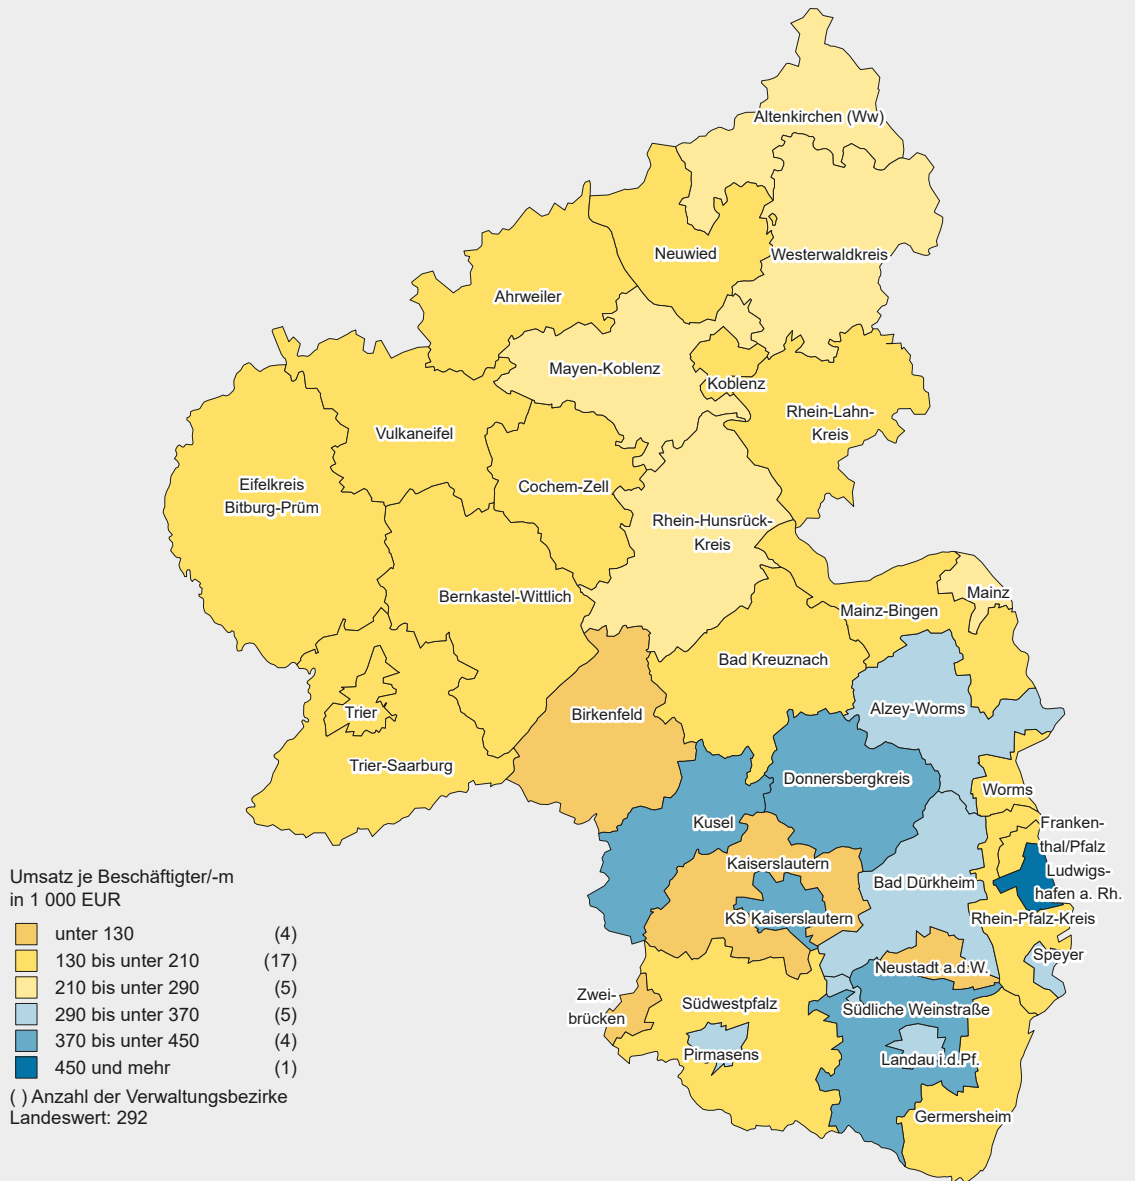 Altenkirchen (Ww)
Neuwied
Westerwaldkreis
Ahrweiler
Mayen-Koblenz
Koblenz
Rhein-Lahn-
Kreis
Vulkaneifel
Eifelkreis
Bitburg-Prüm
Cochem-Zell
Rhein-Hunsrück-
Kreis
Bernkastel-Wittlich
Mainz
Mainz-Bingen
Bad Kreuznach
Trier
Birkenfeld
Alzey-Worms
Trier-Saarburg
Donnersbergkreis
Worms
Kusel
Franken-
thal/Pfalz
Kaiserslautern
Ludwigs-
hafen a. Rh.
Bad Dürkheim
KS Kaiserslautern
Rhein-Pfalz-Kreis
Speyer
Neustadt a.d.W.
Zwei-
brücken
Südwestpfalz
Südliche Weinstraße
Pirmasens
Landau i.d.Pf.
Germersheim
Umsatz je Beschäftigter/-m
in 1 000 EUR
unter 130 (4)
130 bis unter 210 (17)
210 bis unter 290 (5)
290 bis unter 370 (5)
370 bis unter 450 (4)
450 und mehr (1)
( ) Anzahl der Verwaltungsbezirke
Landeswert: 292